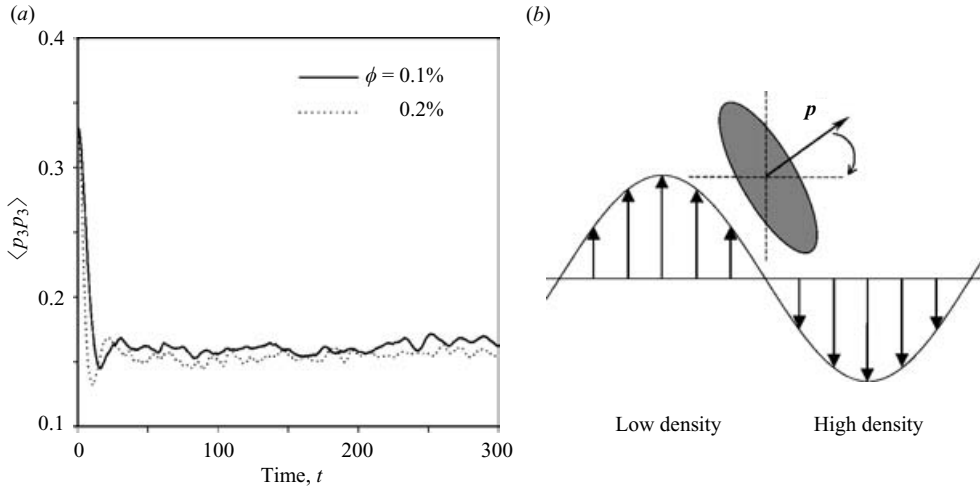 (a)
0.4
0.3
0.2
0.1
⟨p3p3⟩
ϕ = 0.1%
0.2%
0
100
200
300
Time, t
(b)
p
Low density
High density